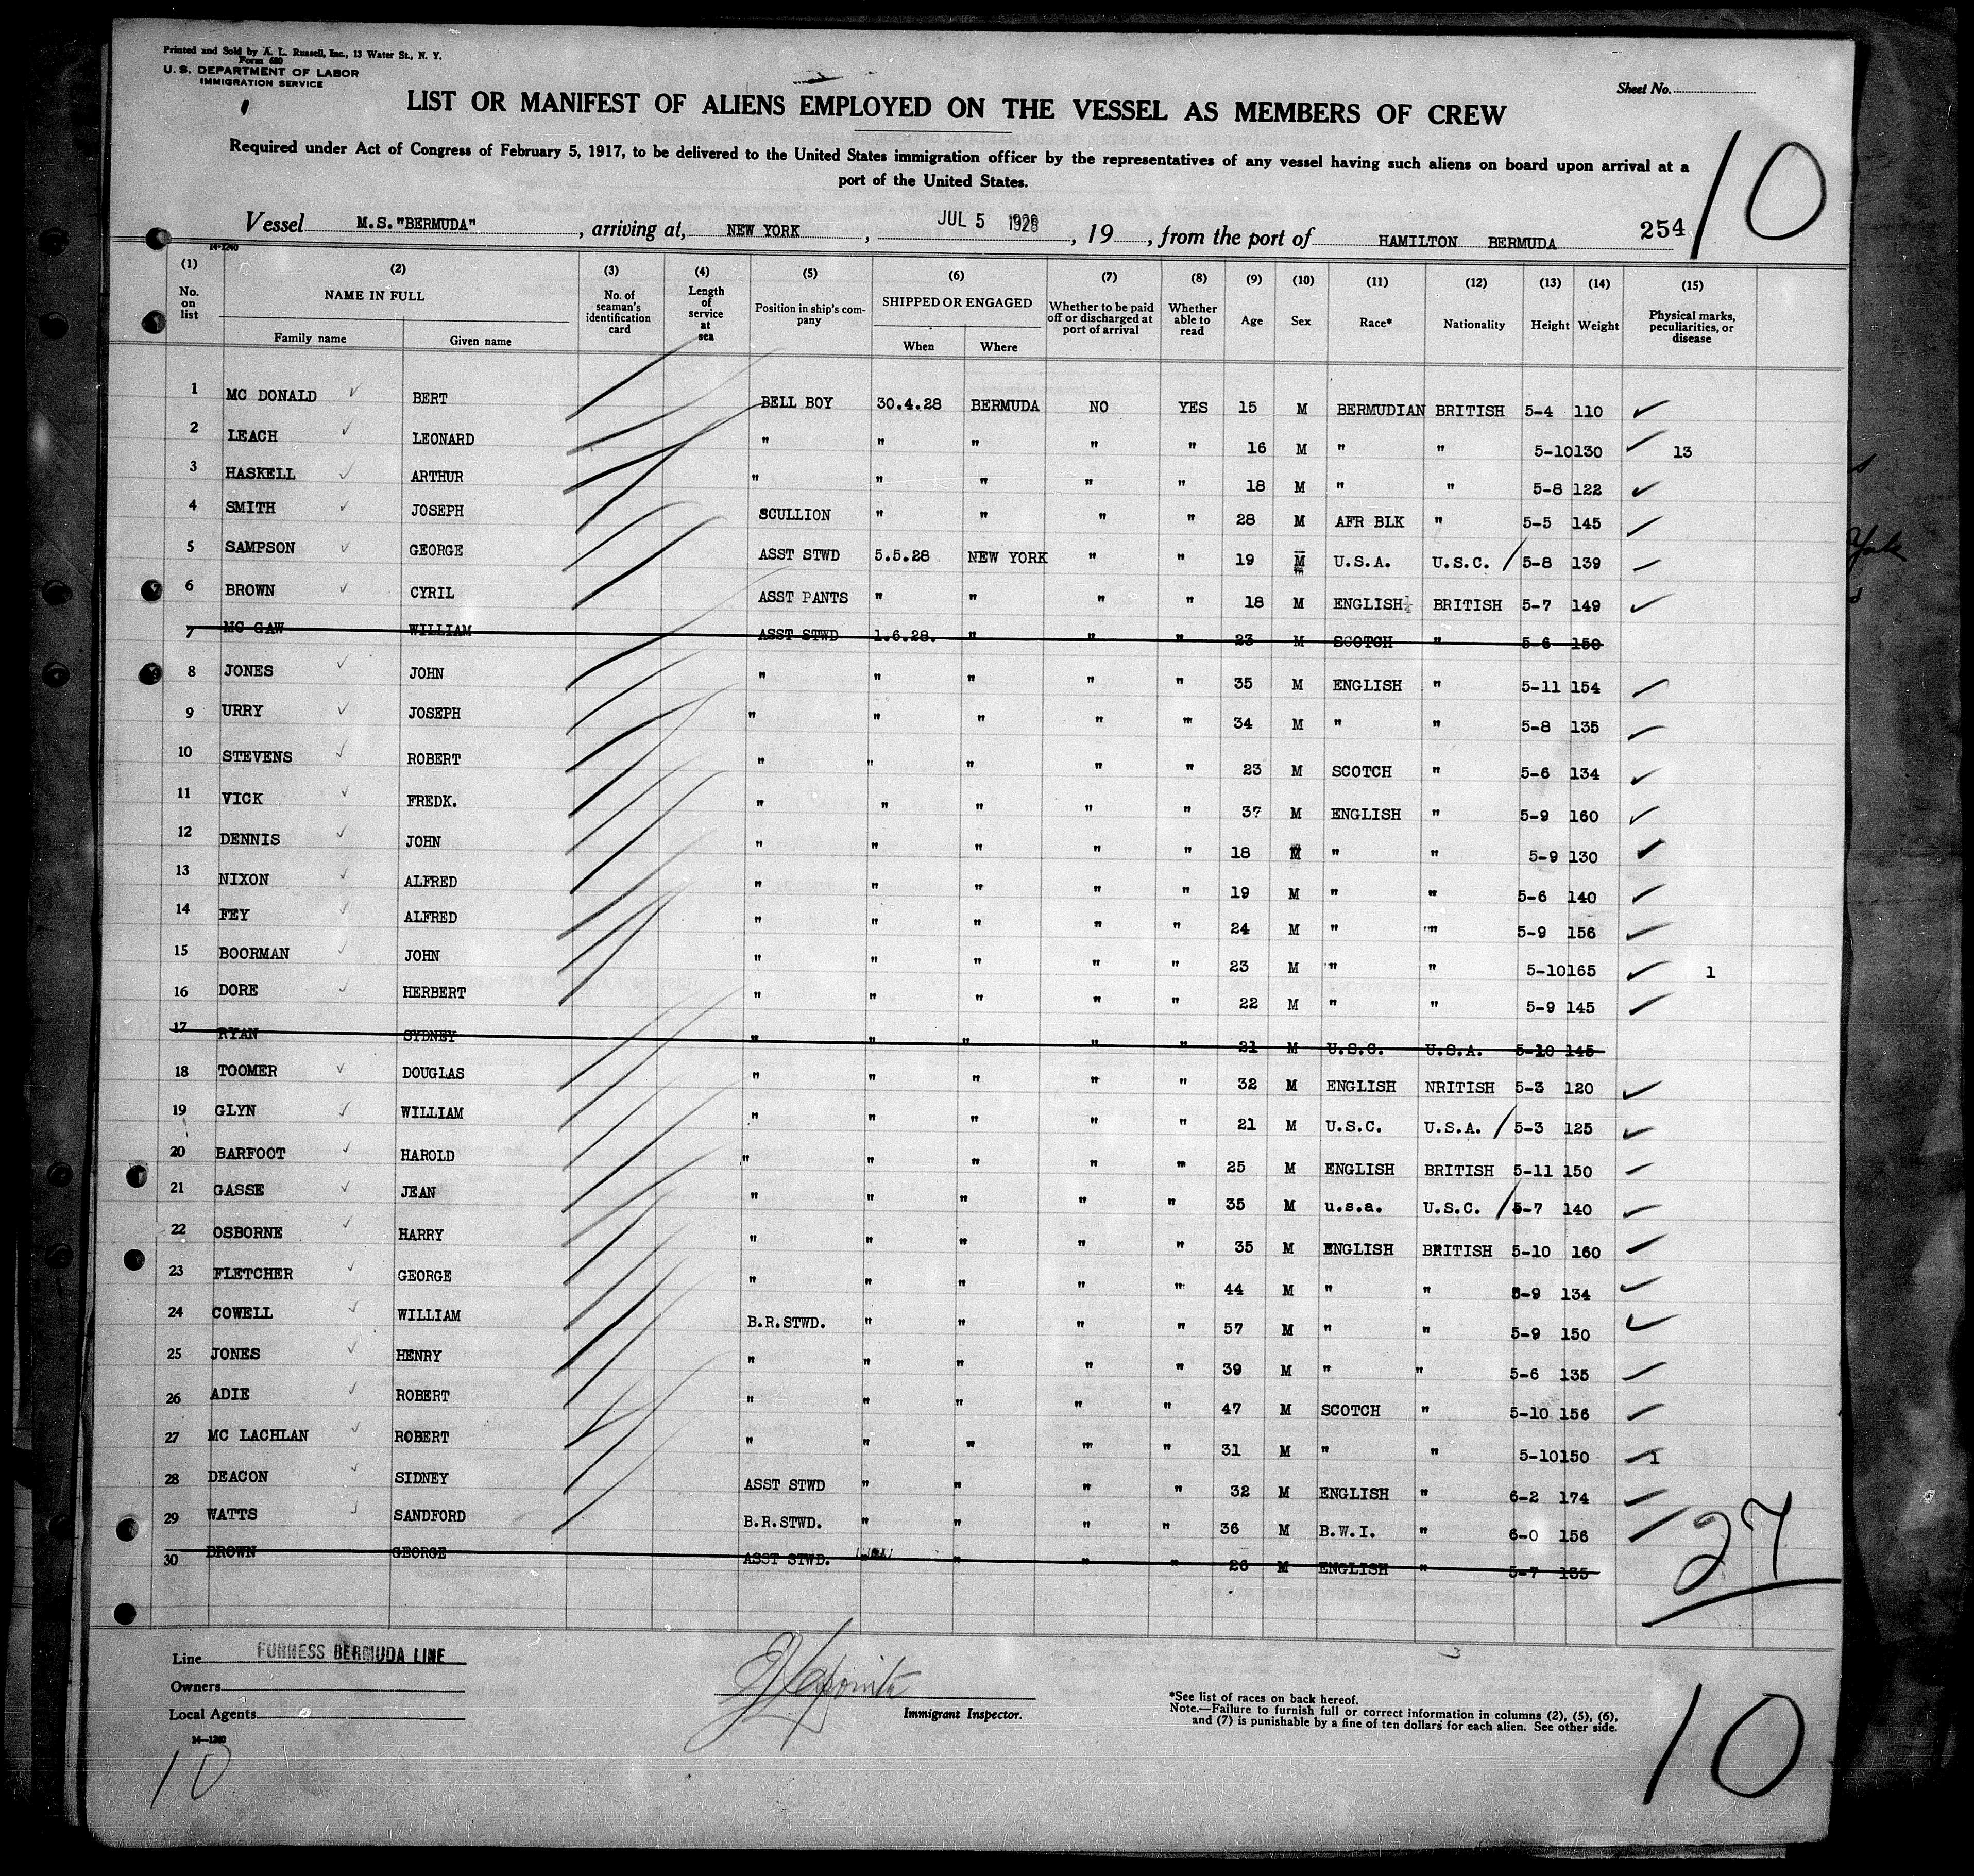 Printed and Sold by A. L. Russell, Inc., 13 Water St., N. Y.
Form 680
U. S. DEPARTMENT OF LABOR
IMMIGRATION SERVICE
Sheet No.
LIST OR MANIFEST OF ALIENS EMPLOYED ON THE VESSEL AS MEMBERS OF CREW
Required under Act of Congress of February 5, 1917, to be delivered to the United States immigration officer by the representatives of any vessel having such aliens on board upon arrival at a
port of the United States.
10
Vessel M.S."BERMUDA", arriving at, NEW YORK, JUL 5 1928, 19, from the port of HAMILTON BERMUDA 254
14-1240
(1) (2) (3) (4) (5) (6) (7) (8) (9) (10) (11) (12) (13) (14) (15)
No. on list NAME IN FULL Family name Given name No. of seaman's identification card Length of service at sea Position in ship's company SHIPPED OR ENGAGED When Where Whether to be paid off or discharged at port of arrival Whether able to read Age Sex Race* Nationality Height Weight Physical marks, peculiarities, or disease
1 MC DONALD BERT BELL BOY 30.4.28 BERMUDA NO YES 15 M BERMUDIAN BRITISH 5-4 110
2 LEACH LEONARD " " " " " 16 M " " 5-10 130 13
3 HASKELL ARTHUR " " " " " 18 M " " 5-8 122
4 SMITH JOSEPH SCULLION " " " " 28 M AFR BLK " 5-5 145
5 SAMPSON GEORGE ASST STWD 5.5.28 NEW YORK " " 19 M U.S.A. U.S.C. 5-8 139
6 BROWN CYRIL ASST PANTS " " " " 18 M ENGLISH BRITISH 5-7 149
7 MC GAW WILLIAM ASST STWD 1.6.28. " " " 23 M SCOTCH " 5-6 150
8 JONES JOHN " " " " " 35 M ENGLISH " 5-11 154
9 URRY JOSEPH " " " " " 34 M " " 5-8 135
10 STEVENS ROBERT " " " " " 23 M SCOTCH " 5-6 134
11 VICK FREDK. " " " " " 37 M ENGLISH " 5-9 160
12 DENNIS JOHN " " " " " 18 M " " 5-9 130
13 NIXON ALFRED " " " " " 19 M " " 5-6 140
14 FEY ALFRED " " " " " 24 M " " 5-9 156
15 BOORMAN JOHN " " " " " 23 M " " 5-10 165 1
16 DORE HERBERT " " " " " 22 M " " 5-9 145
17 RYAN SYDNEY " " " " " 21 M U.S.C. U.S.A. 5-10 145
18 TOOMER DOUGLAS " " " " " 32 M ENGLISH NRITISH 5-3 120
19 GLYN WILLIAM " " " " " 21 M U.S.C. U.S.A. 5-3 125
20 BARFOOT HAROLD " " " " " 25 M ENGLISH BRITISH 5-11 150
21 GASSE JEAN " " " " " 35 M u.s.a. U.S.C. 5-7 140
22 OSBORNE HARRY " " " " " 35 M ENGLISH BRITISH 5-10 160
23 FLETCHER GEORGE " " " " " 44 M " " 5-9 134
24 COWELL WILLIAM B.R.STWD. " " " " 57 M " " 5-9 150
25 JONES HENRY " " " " " 39 M " " 5-6 135
26 ADIE ROBERT " " " " " 47 M SCOTCH " 5-10 156
27 MC LACHLAN ROBERT " " " " " 31 M " " 5-10 150 1
28 DEACON SIDNEY ASST STWD " " " " 32 M ENGLISH " 6-2 174
29 WATTS SANDFORD B.R.STWD. " " " " 36 M B.W.I. " 6-0 156
30 BROWN GEORGE ASST STWD. " " " 26 M ENGLISH " 5-7 135
27
Line FURNESS BERMUDA LINE
Owners
Local Agents
14-1240
Immigrant Inspector.
3
*See list of races on back hereof.
Note.—Failure to furnish full or correct information in columns (2), (5), (6),
and (7) is punishable by a fine of ten dollars for each alien. See other side.
10
10
York